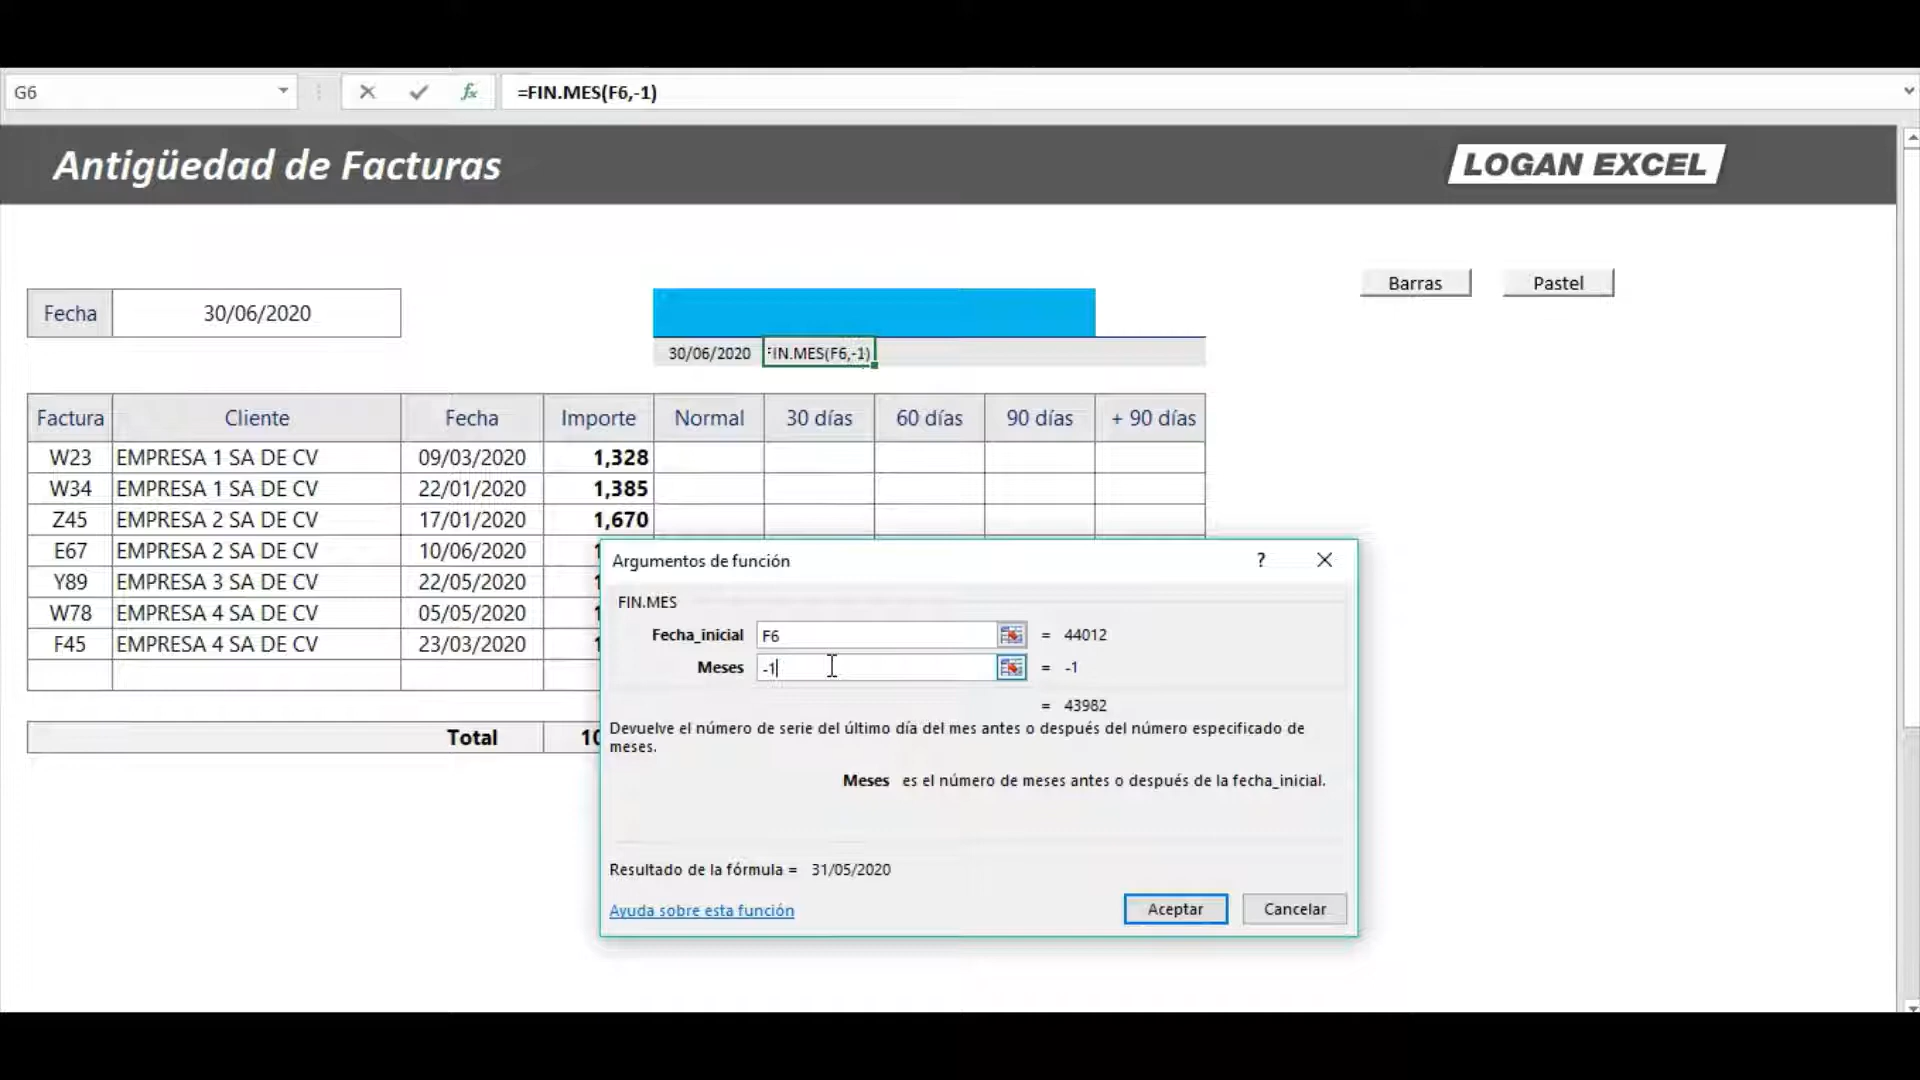 G6
fx
=FIN.MES(F6,-1)
Antigüedad de Facturas
LOGAN EXCEL
Barras
Pastel
Fecha
30/06/2020
30/06/2020
FIN.MES(F6,-1)
Factura Cliente Fecha Importe Normal 30 días 60 días 90 días + 90 días
W23 EMPRESA 1 SA DE CV 09/03/2020 1,328
W34 EMPRESA 1 SA DE CV 22/01/2020 1,385
Z45 EMPRESA 2 SA DE CV 17/01/2020 1,670
E67 EMPRESA 2 SA DE CV 10/06/2020 1
Y89 EMPRESA 3 SA DE CV 22/05/2020 1
W78 EMPRESA 4 SA DE CV 05/05/2020 1
F45 EMPRESA 4 SA DE CV 23/03/2020 1
Total 10
Argumentos de función
?
FIN.MES
Fecha_inicial F6 = 44012
Meses -1 = -1
= 43982
Devuelve el número de serie del último día del mes antes o después del número especificado de
meses.
Meses es el número de meses antes o después de la fecha_inicial.
Resultado de la fórmula = 31/05/2020
Ayuda sobre esta función
Aceptar
Cancelar